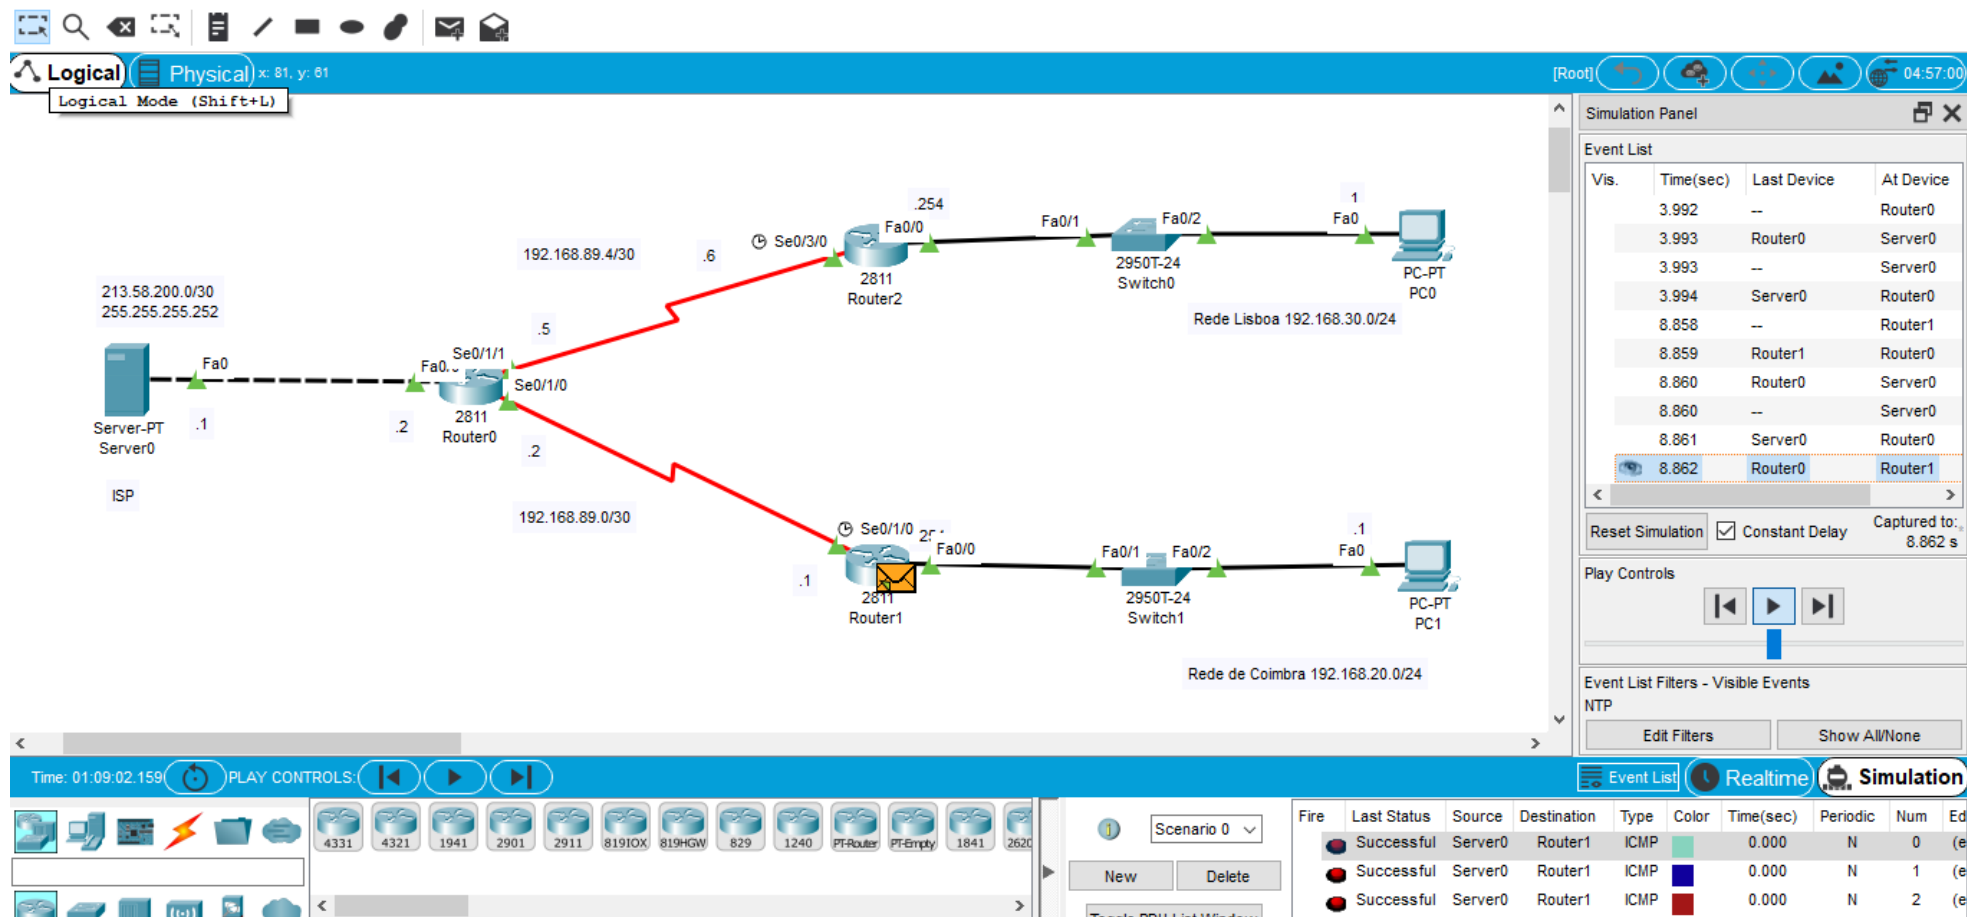 Logical
Physical
x: 81, y: 61
[Root]
04:57:00
Logical Mode (Shift+L)
Simulation Panel
Event List
Vis. Time(sec) Last Device At Device
3.992 -- Router0
3.993 Router0 Server0
3.993 -- Server0
3.994 Server0 Router0
8.858 -- Router1
8.859 Router1 Router0
8.860 Router0 Server0
8.860 -- Server0
8.861 Server0 Router0
8.862 Router0 Router1
Reset Simulation
Constant Delay
Captured to:
8.862 s
Play Controls
Event List Filters - Visible Events
NTP
Edit Filters
Show All/None
213.58.200.0/30
255.255.255.252
Fa0
Server-PT
Server0
.1
ISP
192.168.89.4/30
.6
.5
Se0/1/1
Se0/1/0
.2
2811
Router0
.2
192.168.89.0/30
Se0/3/0
.254
Fa0/0
2811
Router2
Fa0/1
Fa0/2
2950T-24
Switch0
1
Fa0
PC-PT
PC0
Rede Lisboa 192.168.30.0/24
Se0/1/0
Fa0/0
.1
2811
Router1
Fa0/1
Fa0/2
2950T-24
Switch1
.1
Fa0
PC-PT
PC1
Rede de Coimbra 192.168.20.0/24
Time: 01:09:02.159
PLAY CONTROLS:
Event List
Realtime
Simulation
4331
4321
1941
2901
2911
819IOX
819HGW
829
1240
PT-Router
PT-Empty
1841
Scenario 0
New
Delete
Toggle PDU List Window
Fire Last Status Source Destination Type Color Time(sec) Periodic Num
Successful Server0 Router1 ICMP 0.000 N 0
Successful Server0 Router1 ICMP 0.000 N 1
Successful Server0 Router1 ICMP 0.000 N 2